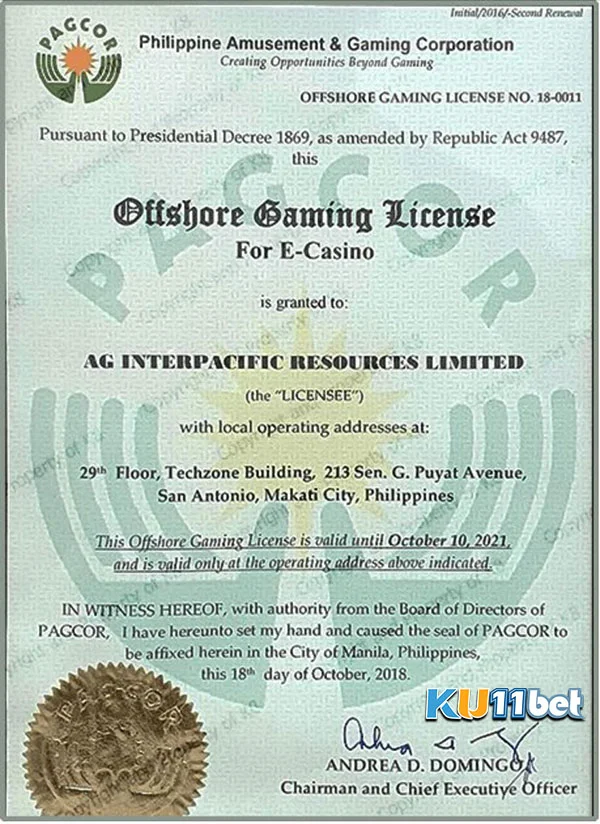 Initial/2016/-Second Renewal
PAGCOR
Philippine Amusement & Gaming Corporation
Creating Opportunities Beyond Gaming
OFFSHORE GAMING LICENSE NO. 18-0011
Pursuant to Presidential Decree 1869, as amended by Republic Act 9487,
this
PAGCOR
Offshore Gaming License
For E-Casino
is granted to:
AG INTERPACIFIC RESOURCES LIMITED
(the "LICENSEE")
with local operating addresses at:
29th Floor, Techzone Building, 213 Sen. G. Puyat Avenue,
San Antonio, Makati City, Philippines
This Offshore Gaming License is valid until October 10, 2021,
and is valid only at the operating address above indicated.
IN WITNESS HEREOF, with authority from the Board of Directors of
PAGCOR, I have hereunto set my hand and caused the seal of PAGCOR to
be affixed herein in the City of Manila, Philippines,
this 18th day of October, 2018.
KU11bet
PAGCOR
ANDREA D. DOMINGO
Chairman and Chief Executive Officer